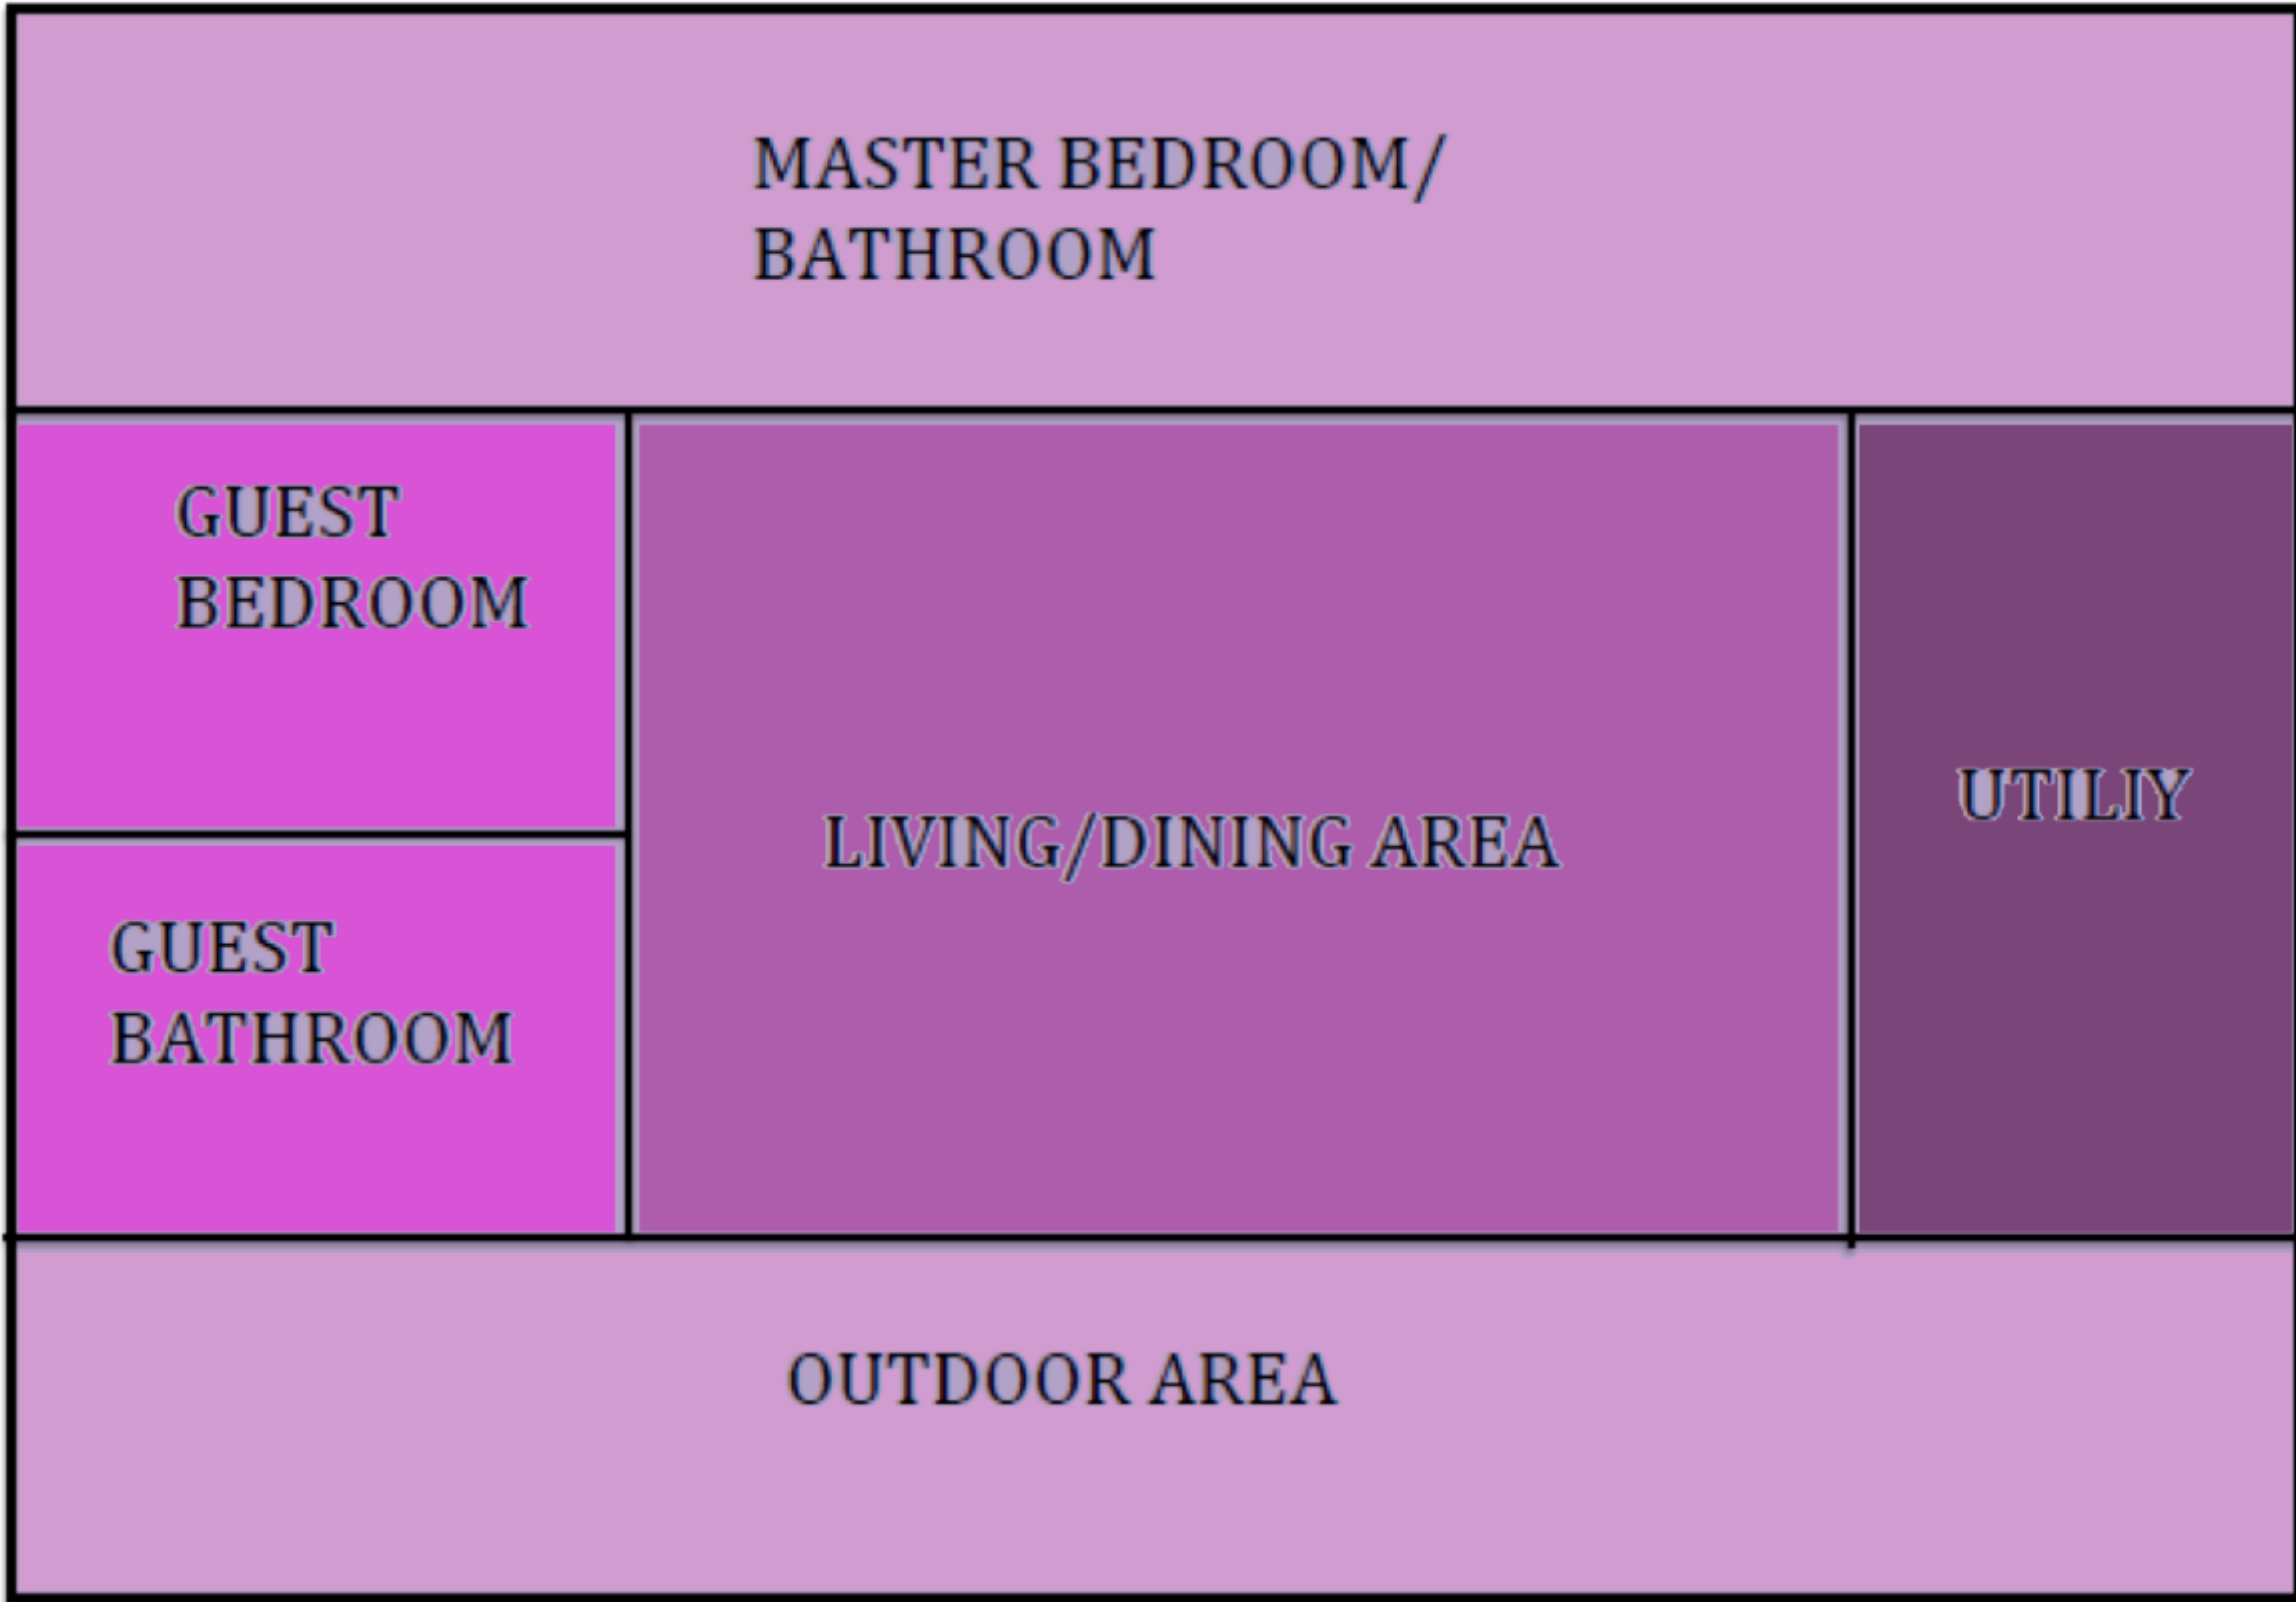 MASTER BEDROOM/
BATHROOM
GUEST
BEDROOM
LIVING/DINING AREA
UTILIY
GUEST
BATHROOM
OUTDOOR AREA